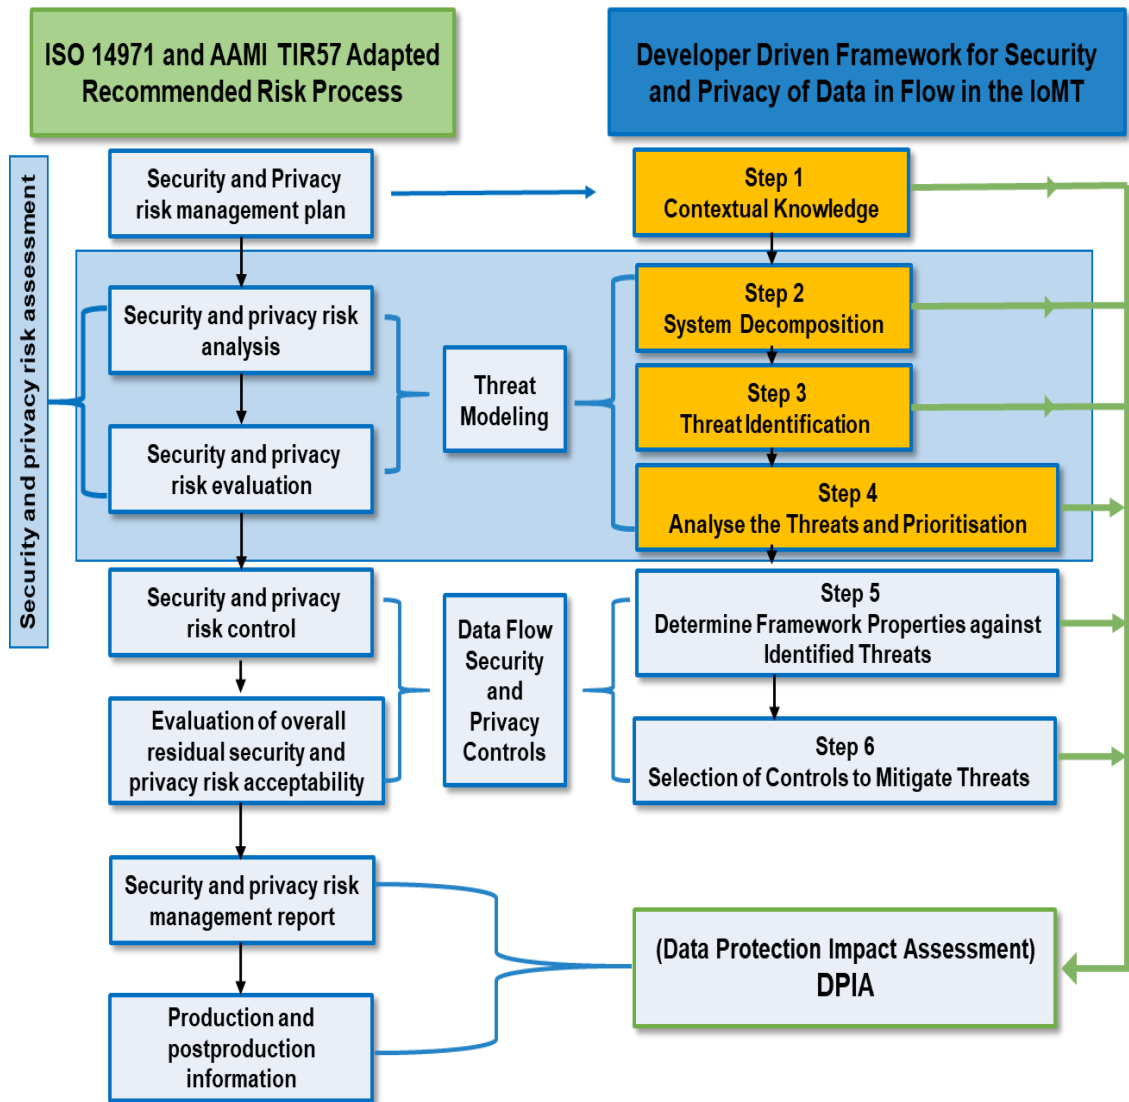 ISO 14971 and AAMI TIR57 Adapted
Recommended Risk Process
Developer Driven Framework for Security
and Privacy of Data in Flow in the IoMT
Security and privacy risk assessment
Security and Privacy
risk management plan
Step 1
Contextual Knowledge
Security and privacy risk
analysis
Security and privacy
risk evaluation
Threat
Modeling
Step 2
System Decomposition
Step 3
Threat Identification
Step 4
Analyse the Threats and Prioritisation
Security and privacy
risk control
Evaluation of overall
residual security and
privacy risk acceptability
Data Flow
Security
and
Privacy
Controls
Step 5
Determine Framework Properties against
Identified Threats
Step 6
Selection of Controls to Mitigate Threats
Security and privacy risk
management report
Production and
postproduction
information
(Data Protection Impact Assessment)
DPIA